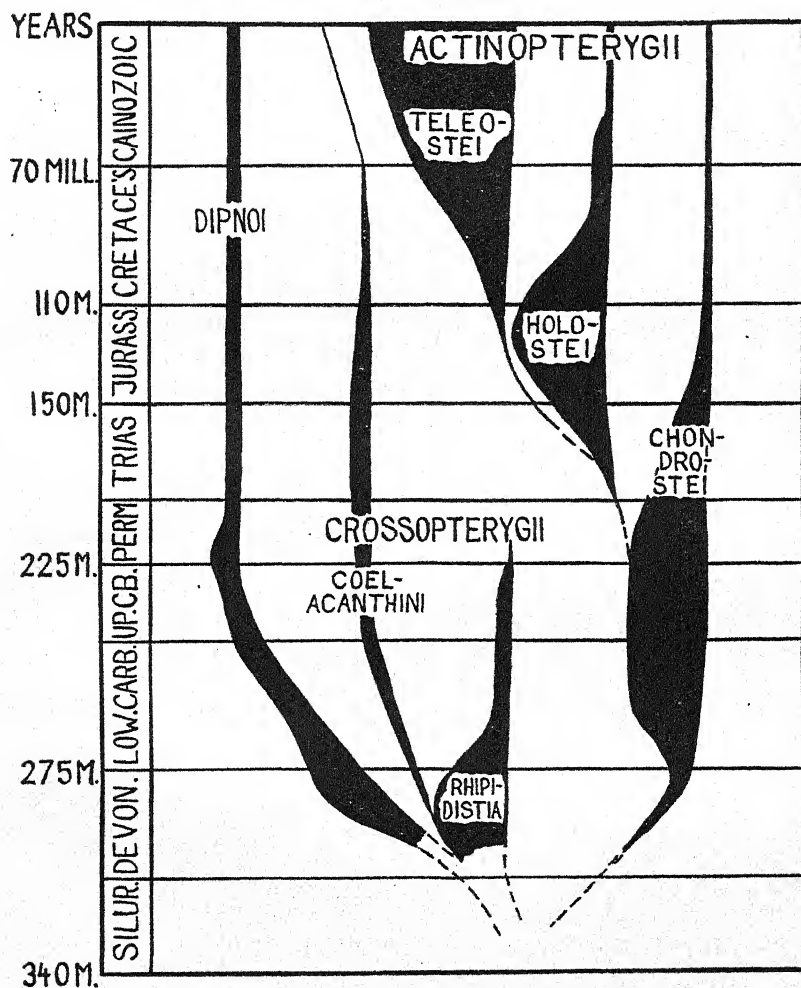 YEARS
ACTINOPTERYGII
TELEO-
STEI
70 MILL.
DIPNOI
110M.
HOLO-
STEI
150M.
CHON-
DRO-
STEI
CROSSOPTERYGII
225M.
COEL-
ACANTHINI
275M.
RHIPI-
DISTIA
340M.
SILUR. DEVON. LOW.CARB. UP.CB. PERM TRIAS JURASS CRETACE'S CAINOZOIC